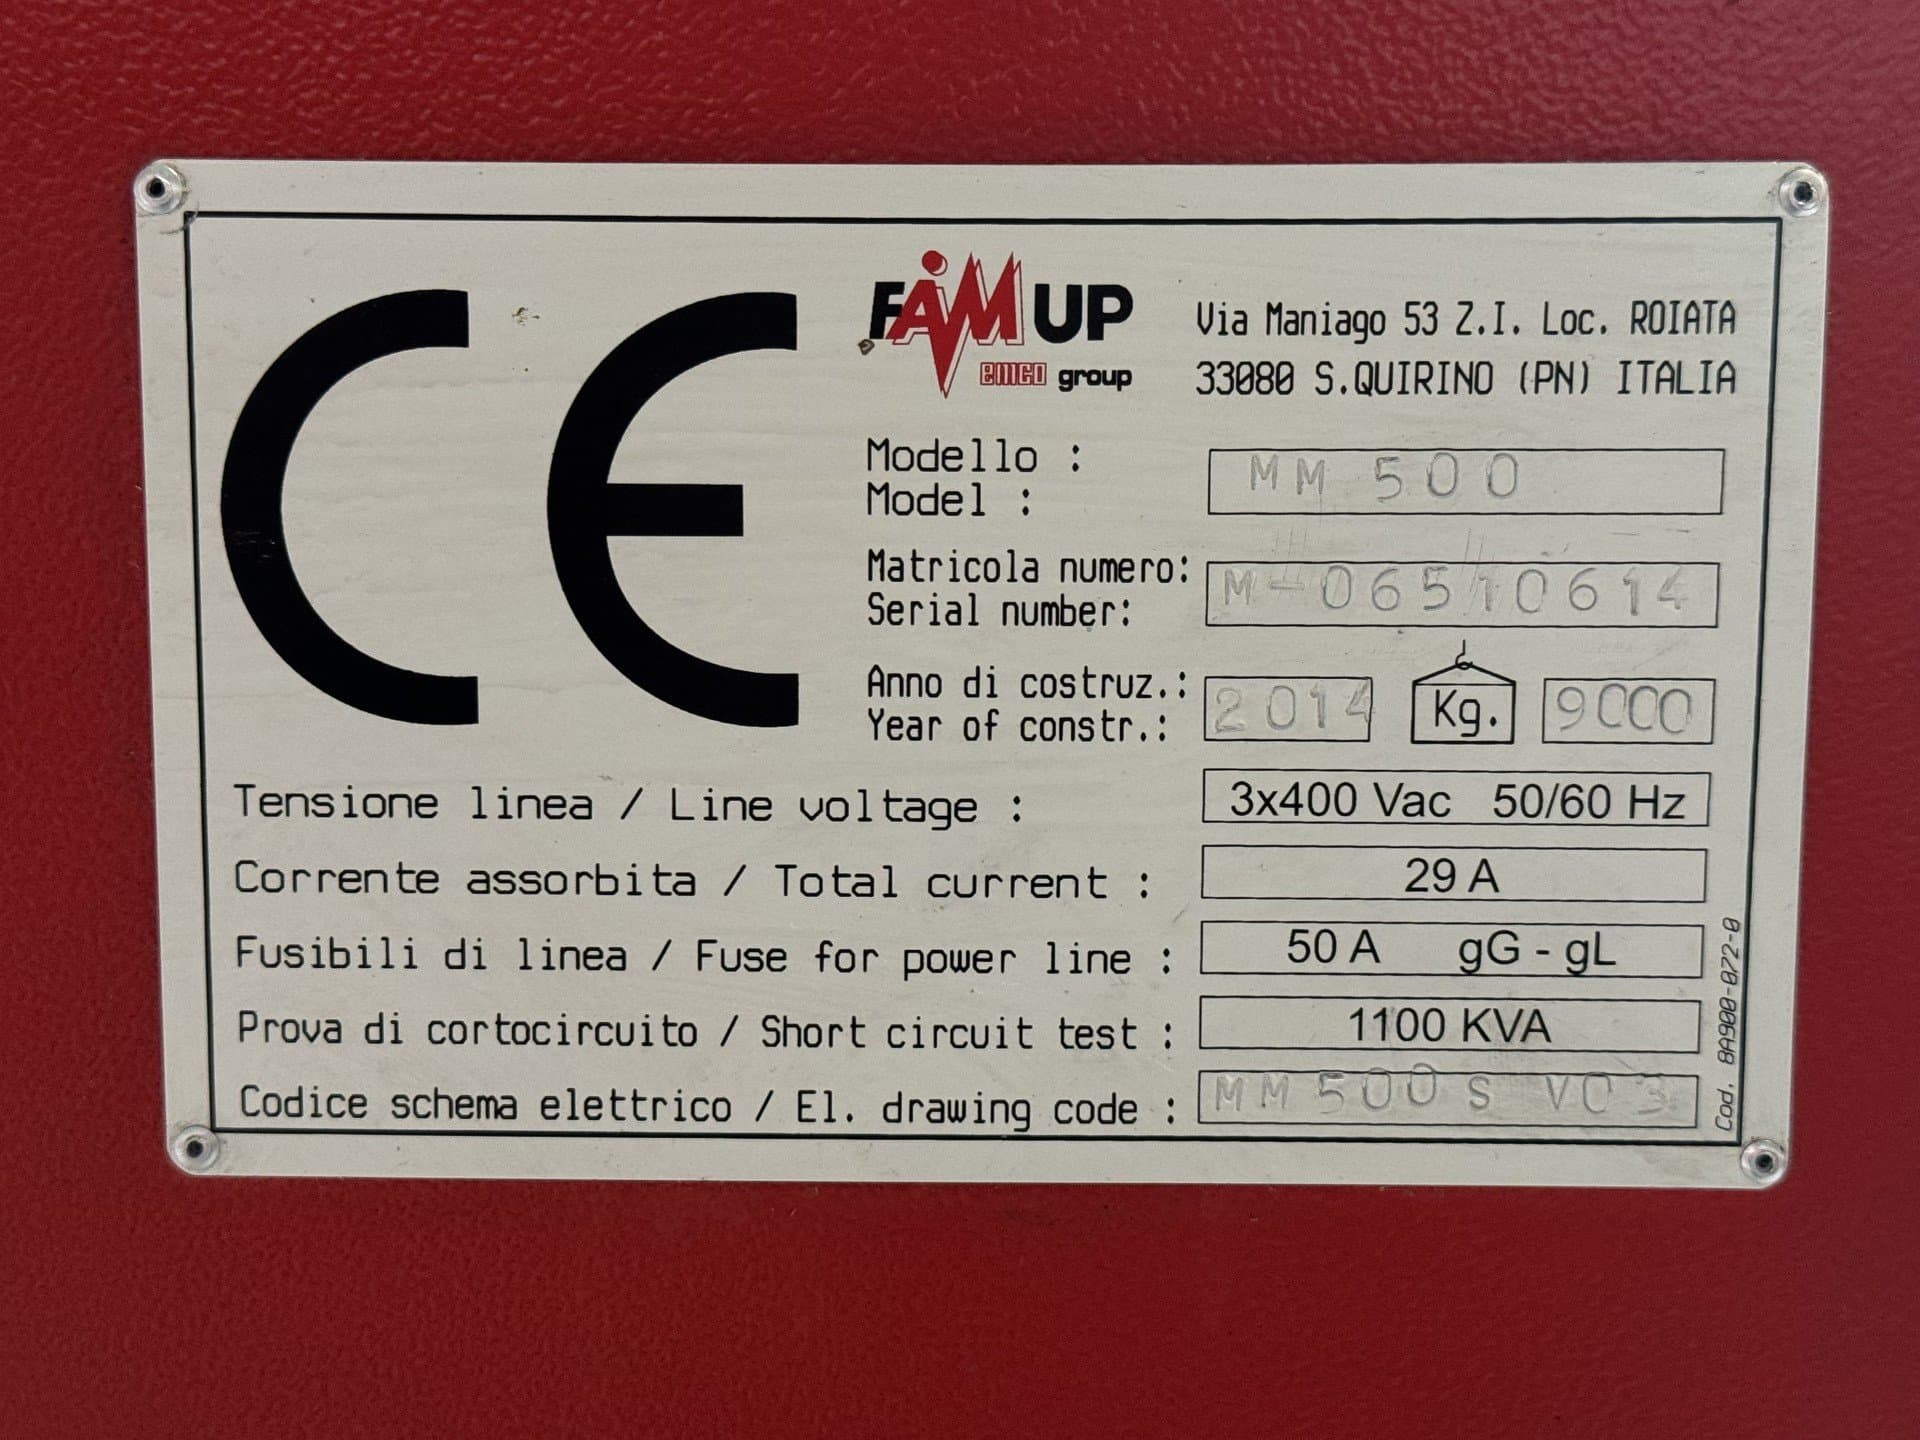 CE
FAMUP
emco group
Via Maniago 53 Z.I. Loc. ROIATA
33080 S.QUIRINO (PN) ITALIA
Modello :
Model :
MM 500
Matricola numero:
Serial number:
M-06510614
Anno di costruz.:
Year of constr.:
2014
Kg.
9000
Tensione linea / Line voltage : 3x400 Vac 50/60 Hz
Corrente assorbita / Total current : 29 A
Fusibili di linea / Fuse for power line : 50 A gG - gL
Prova di cortocircuito / Short circuit test : 1100 KVA
Codice schema elettrico / El. drawing code : MM500S V03
Cod. 8A900-072-0